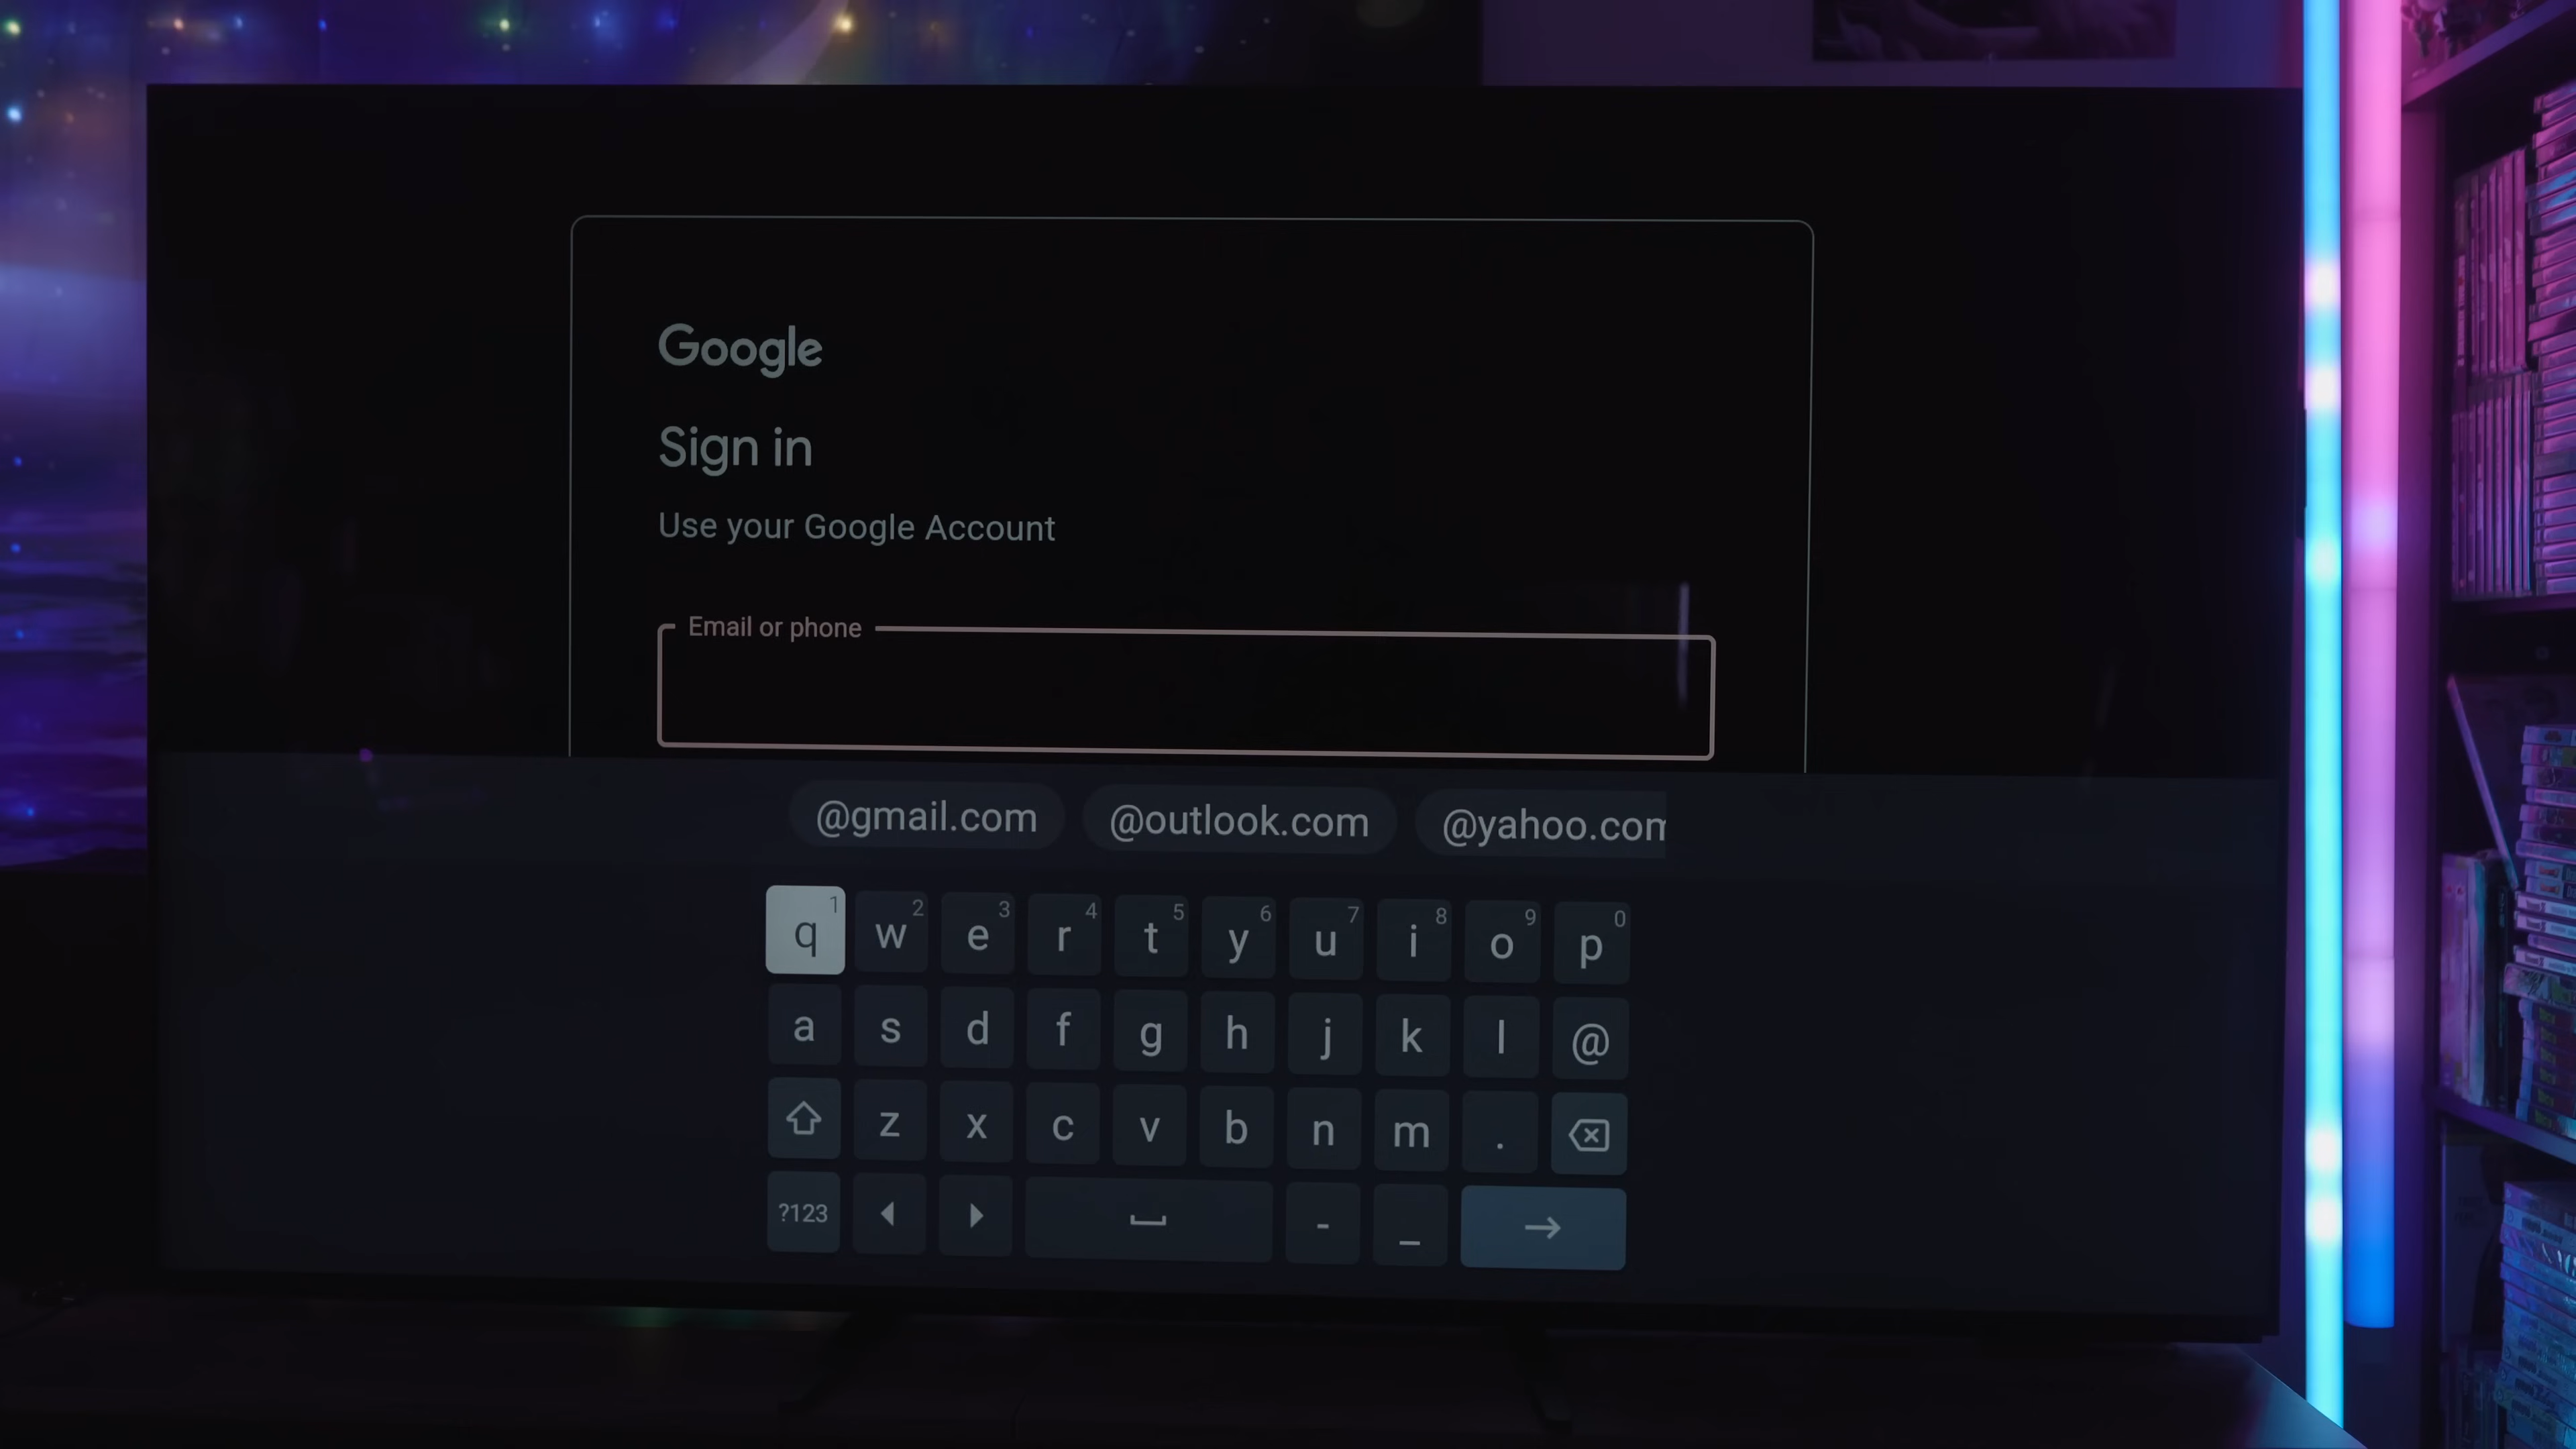 Google
Sign in
Use your Google Account
Email or phone
@gmail.com @outlook.com @yahoo.com
q 1 w 2 e 3 r 4 t 5 y 6 u 7 i 8 o 9 p 0
a s d f g h j k l @
z x c v b n m .
?123 - _